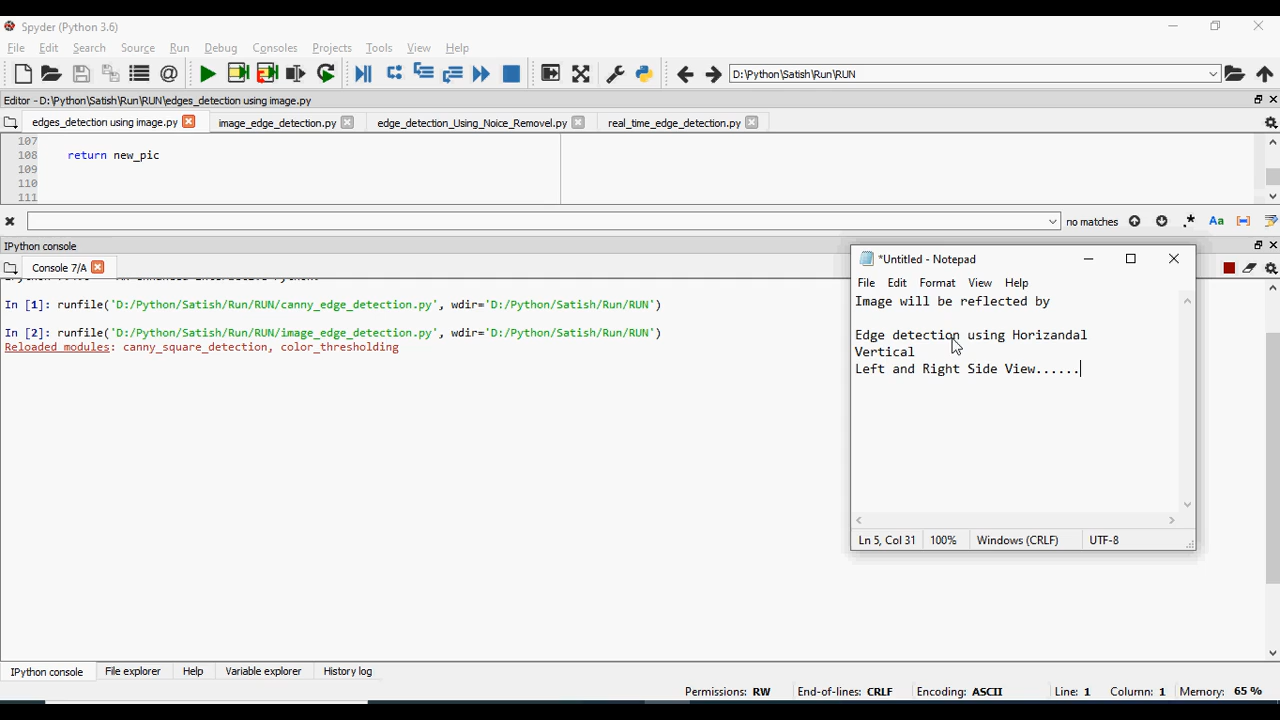 Spyder (Python 3.6)
File Edit Search Source Run Debug Consoles Projects Tools View Help
D:\Python\Satish\Run\RUN
Editor - D:\Python\Satish\Run\RUN\edges_detection using image.py
edges_detection using image.py image_edge_detection.py edge_detection_Using_Noice_Removel.py real_time_edge_detection.py
107
108 return new_pic
109
110
111
no matches .* Aa
IPython console
Console 7/A
In [1]: runfile('D:/Python/Satish/Run/RUN/canny_edge_detection.py', wdir='D:/Python/Satish/Run/RUN')
In [2]: runfile('D:/Python/Satish/Run/RUN/image_edge_detection.py', wdir='D:/Python/Satish/Run/RUN')
Reloaded modules: canny_square_detection, color_thresholding
*Untitled - Notepad
File Edit Format View Help
Image will be reflected by
Edge detection using Horizandal
Vertical
Left and Right Side View......
Ln 5, Col 31 100% Windows (CRLF) UTF-8
IPython console File explorer Help Variable explorer History log
Permissions: RW End-of-lines: CRLF Encoding: ASCII Line: 1 Column: 1 Memory: 65 %